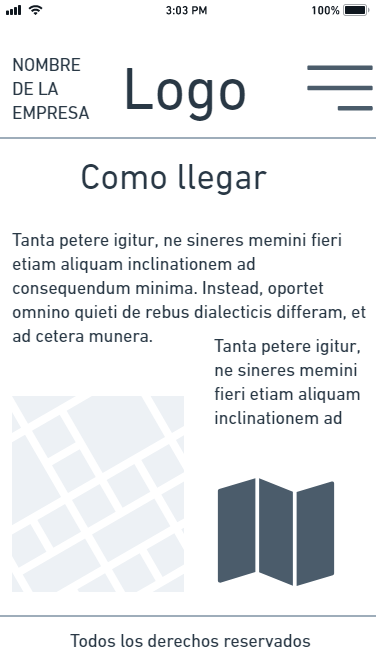 3:03 PM
100%
NOMBRE
DE LA
EMPRESA
Logo
Como llegar
Tanta petere igitur, ne sineres memini fieri
etiam aliquam inclinationem ad
consequendum minima. Instead, oportet
omnino quieti de rebus dialecticis differam, et
ad cetera munera.
Tanta petere igitur,
ne sineres memini
fieri etiam aliquam
inclinationem ad
Todos los derechos reservados